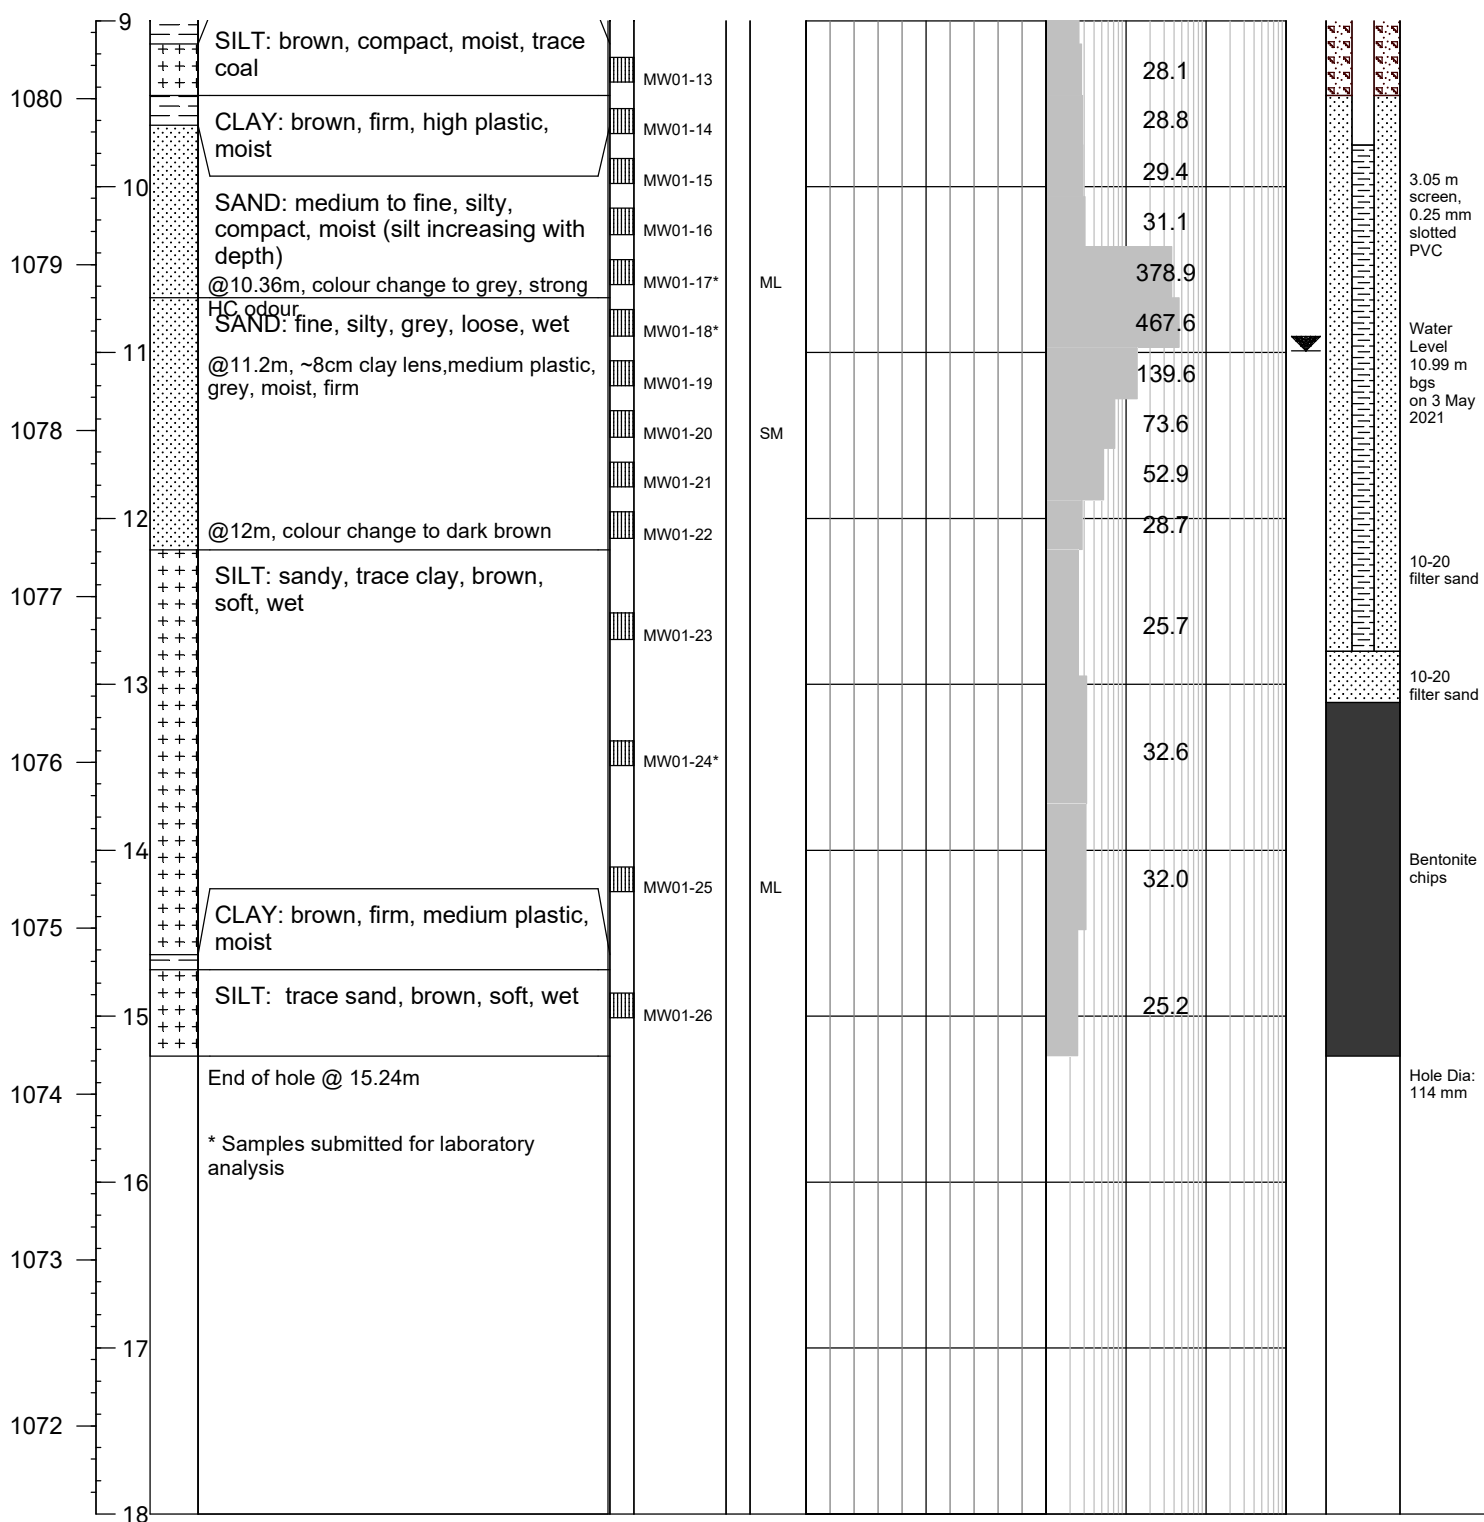 9
SILT: brown, compact, moist, trace
coal
MW01-13
28.1
1080
CLAY: brown, firm, high plastic,
moist
MW01-14
28.8
MW01-15
29.4
10
SAND: medium to fine, silty,
compact, moist (silt increasing with
depth)
MW01-16
31.1
3.05 m
screen,
0.25 mm
slotted
PVC
1079
@10.36m, colour change to grey, strong
HC odour
MW01-17*
ML
378.9
SAND: fine, silty, grey, loose, wet
MW01-18*
467.6
11
Water
Level
10.99 m
bgs
on 3 May
2021
@11.2m, ~8cm clay lens,medium plastic,
grey, moist, firm
MW01-19
139.6
1078
MW01-20
SM
73.6
MW01-21
52.9
12
@12m, colour change to dark brown
MW01-22
28.7
1077
SILT: sandy, trace clay, brown,
soft, wet
10-20
filter sand
MW01-23
25.7
13
10-20
filter sand
1076
MW01-24*
32.6
14
MW01-25
ML
32.0
Bentonite
chips
1075
CLAY: brown, firm, medium plastic,
moist
SILT: trace sand, brown, soft, wet
15
MW01-26
25.2
1074
End of hole @ 15.24m
Hole Dia:
114 mm
* Samples submitted for laboratory
analysis
16
1073
17
1072
18